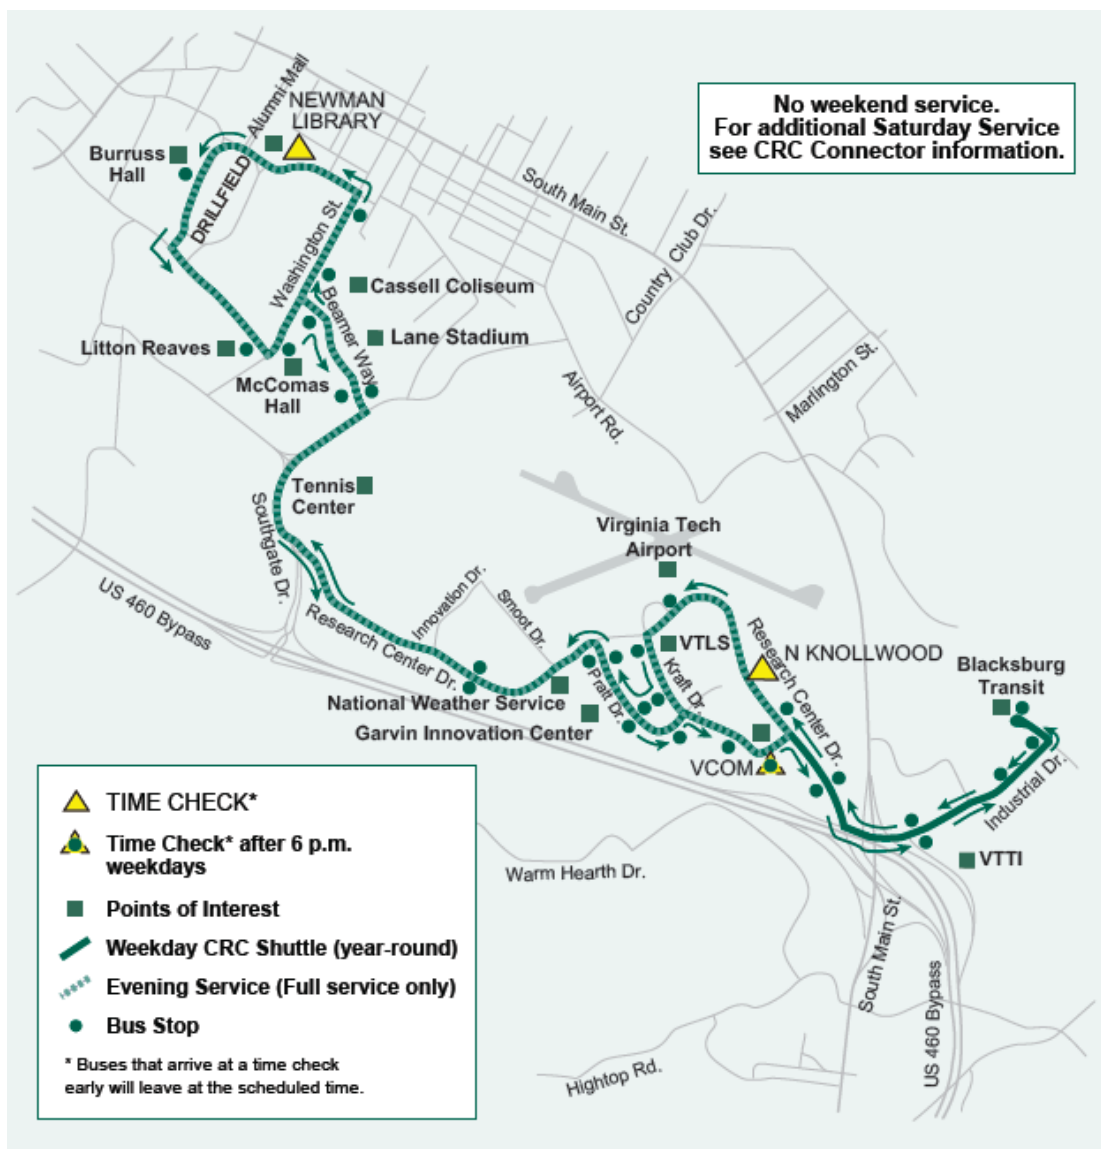 No weekend service.
For additional Saturday Service
see CRC Connector information.
Alumni Mall
NEWMAN
LIBRARY
Burruss
Hall
DRILLFIELD
Washington St.
South Main St.
Country Club Dr.
Cassell Coliseum
Beamer Way
Lane Stadium
Litton Reaves
McComas
Hall
Airport Rd.
Marlington St.
Tennis
Center
Southgate Dr.
Virginia Tech
Airport
US 460 Bypass
Research Center Dr.
Innovation Dr.
Smoot Dr.
VTLS
Research Center Dr.
N KNOLLWOOD
Blacksburg
Transit
Kraft Dr.
Pratt Dr.
National Weather Service
Garvin Innovation Center
VCOM
Industrial Dr.
VTTI
Warm Hearth Dr.
South Main St.
US 460 Bypass
Hightop Rd.
TIME CHECK*
Time Check* after 6 p.m.
weekdays
Points of Interest
Weekday CRC Shuttle (year-round)
Evening Service (Full service only)
Bus Stop
* Buses that arrive at a time check
early will leave at the scheduled time.